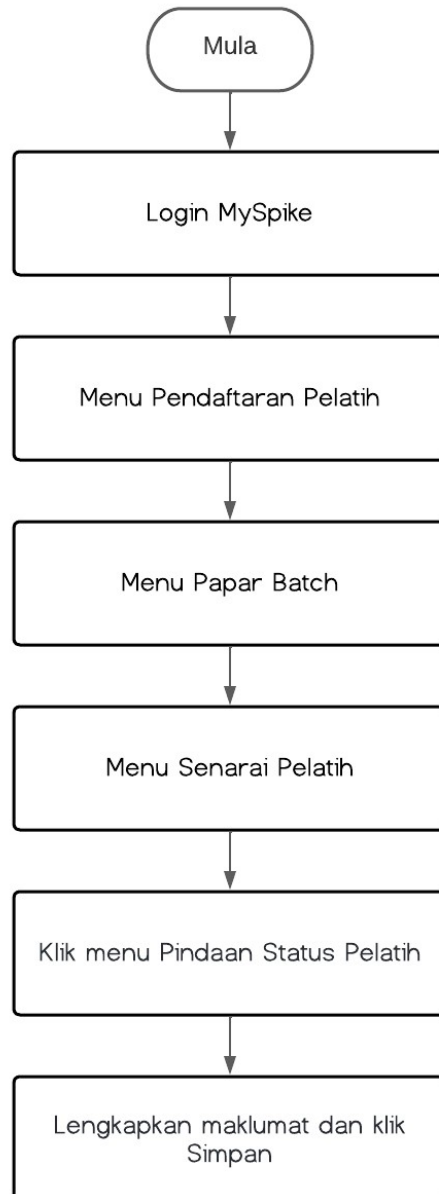 Mula
Login MySpike
Menu Pendaftaran Pelatih
Menu Papar Batch
Menu Senarai Pelatih
Klik menu Pindaan Status Pelatih
Lengkapkan maklumat dan klik
Simpan